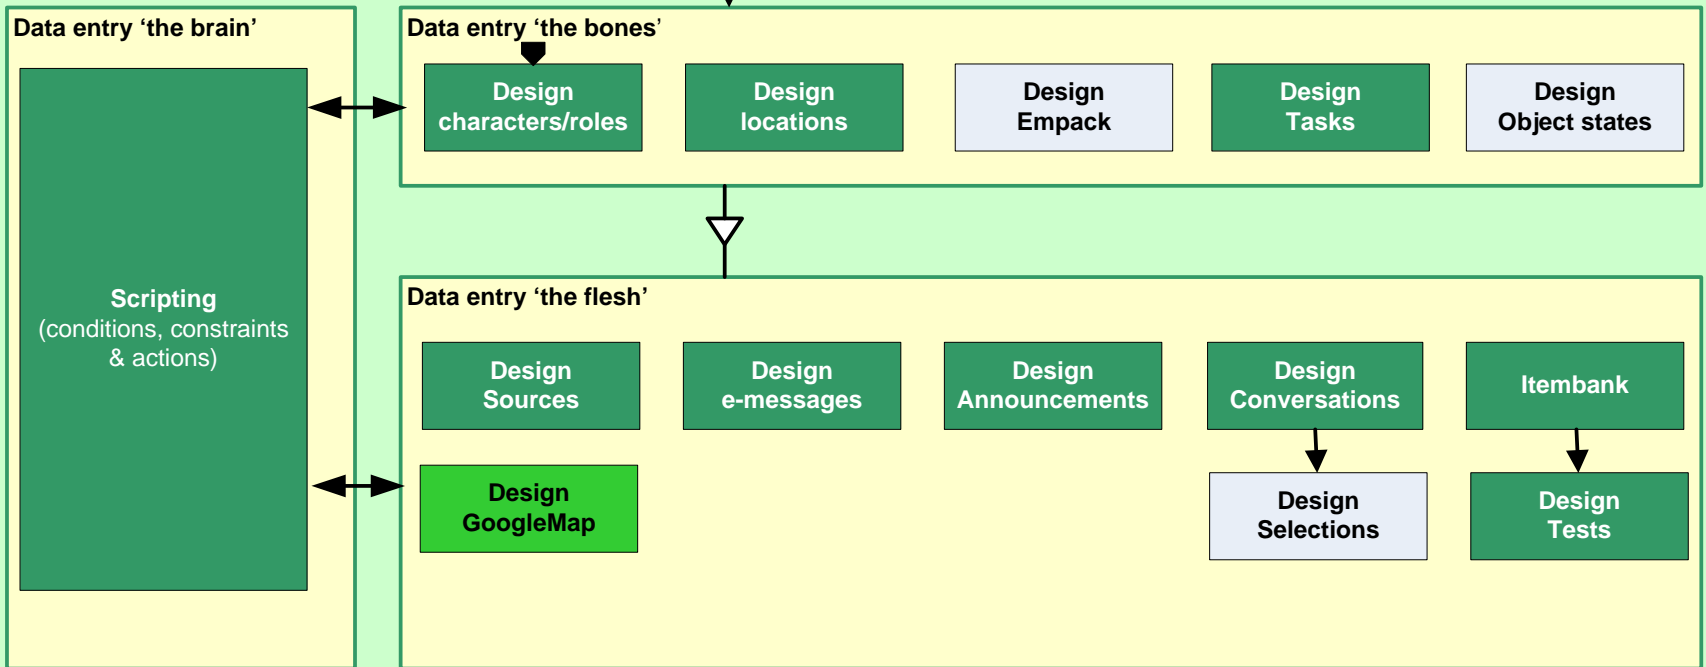 Data entry ‘the brain’
Scripting
(conditions, constraints
& actions)
Data entry ‘the bones’
Design
characters/roles
Design
locations
Design
Empack
Design
Tasks
Design
Object states
Data entry ‘the flesh’
Design
Sources
Design
e-messages
Design
Announcements
Design
Conversations
Itembank
Design
GoogleMap
Design
Selections
Design
Tests